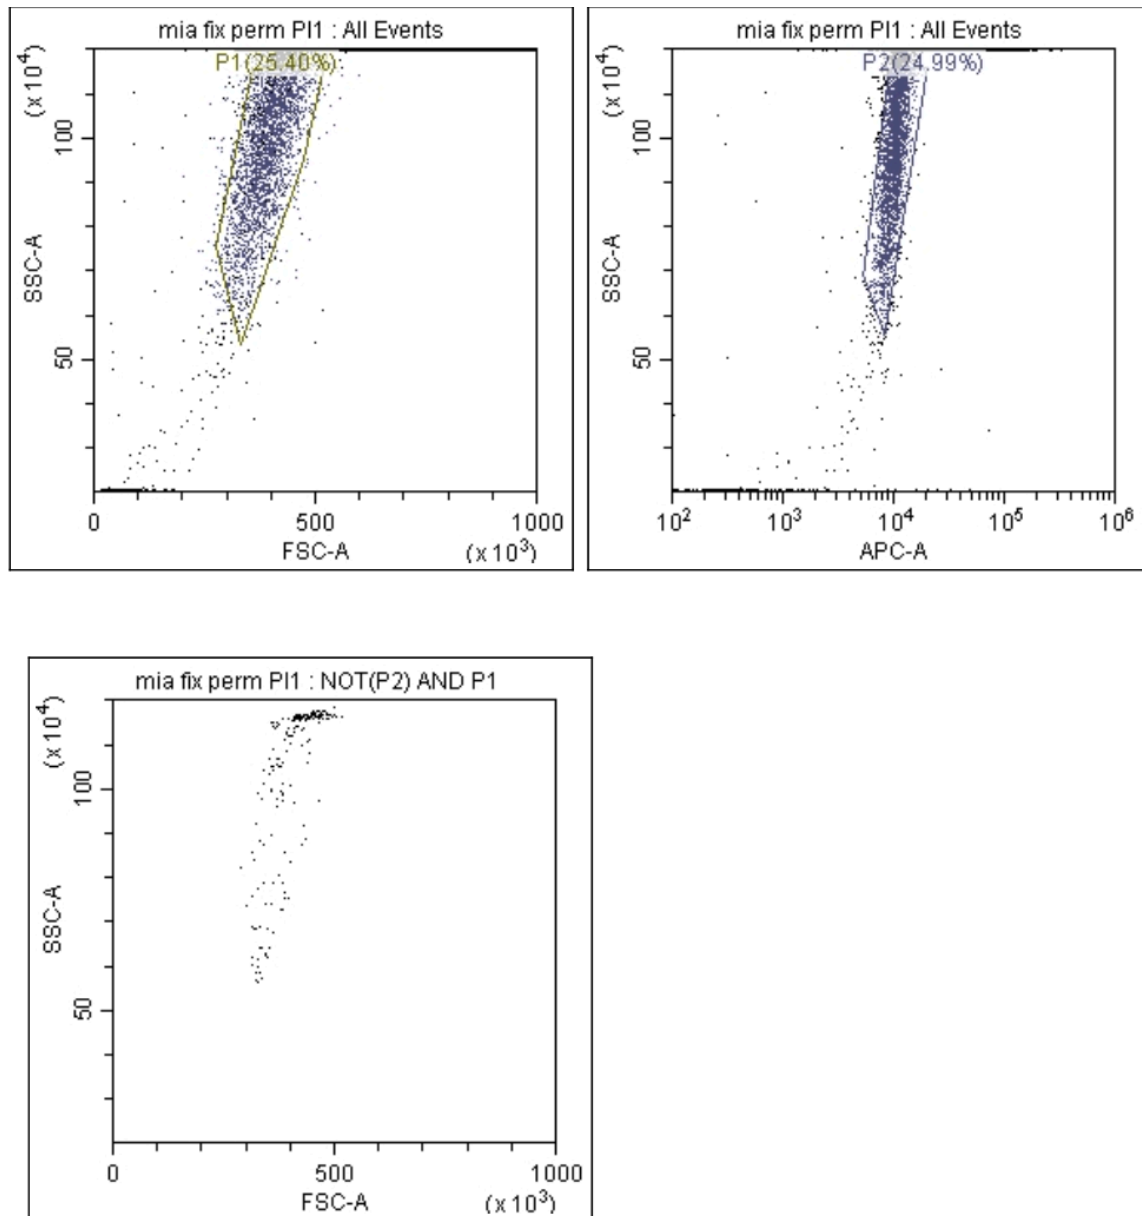 mia fix perm PI1 : All Events
(x 10⁴)
P1(25.40%)
100
SSC-A
50
0
500
1000
FSC-A
(x 10³)
mia fix perm PI1 : All Events
(x 10⁴)
P2(24.99%)
100
SSC-A
50
10²
10³
10⁴
10⁵
10⁶
APC-A
mia fix perm PI1 : NOT(P2) AND P1
(x 10⁴)
100
SSC-A
50
0
500
1000
FSC-A
(x 10³)